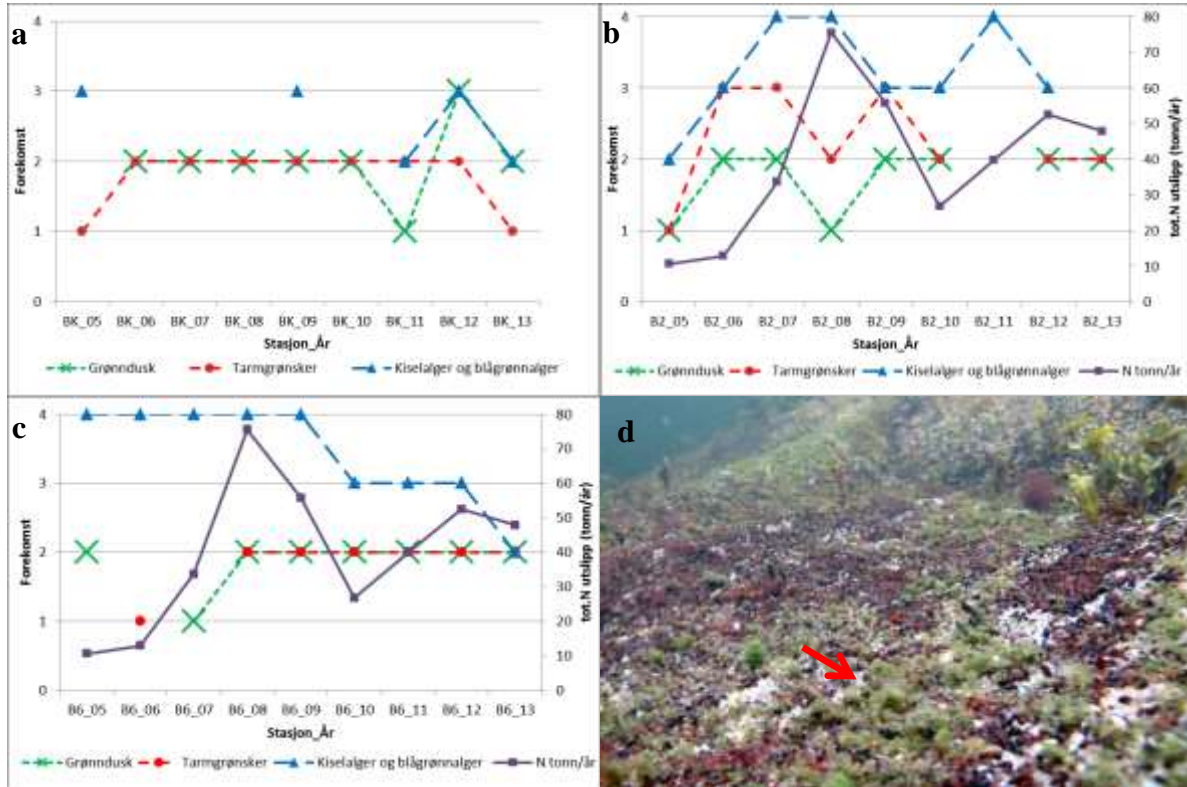 a
4
3
2
1
0
Forekomst
BK_05 BK_06 BK_07 BK_08 BK_09 BK_10 BK_11 BK_12 BK_13
Stasjon_År
Grønndusk Tarmgrønsker Kiselalger og blågrønnalger
b
4
3
2
1
0
Forekomst
80
70
60
50
40
30
20
10
0
tot.N utslipp (tonn/år)
B2_05 B2_06 B2_07 B2_08 B2_09 B2_10 B2_11 B2_12 B2_13
Stasjon_År
Grønndusk Tarmgrønsker Kiselalger og blågrønnalger N tonn/år
c
4
3
2
1
0
Forekomst
80
70
60
50
40
30
20
10
0
tot.N utslipp (tonn/år)
B6_05 B6_06 B6_07 B6_08 B6_09 B6_10 B6_11 B6_12 B6_13
Stasjon_År
Grønndusk Tarmgrønsker Kiselalger og blågrønnalger N tonn/år
d